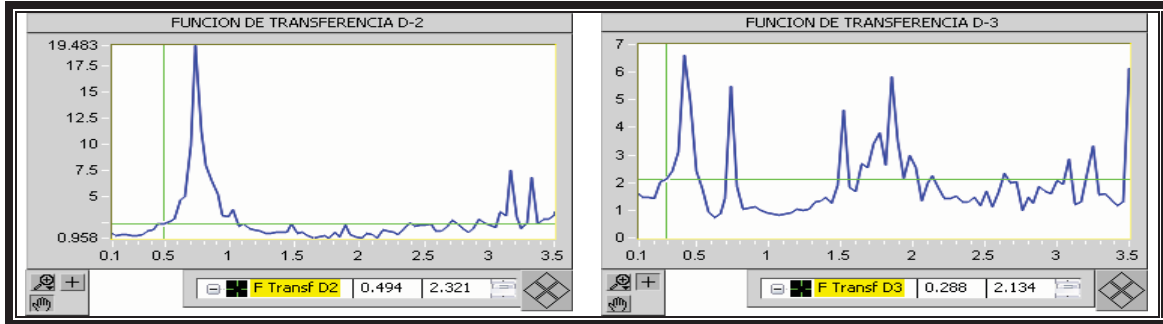 FUNCION DE TRANSFERENCIA D-2
19.483
17.5
15
12.5
10
7.5
5
0.958
0.1 0.5 1 1.5 2 2.5 3 3.5
F Transf D2 0.494 2.321
FUNCION DE TRANSFERENCIA D-3
7
6
5
4
3
2
1
0
0.1 0.5 1 1.5 2 2.5 3 3.5
F Transf D3 0.288 2.134